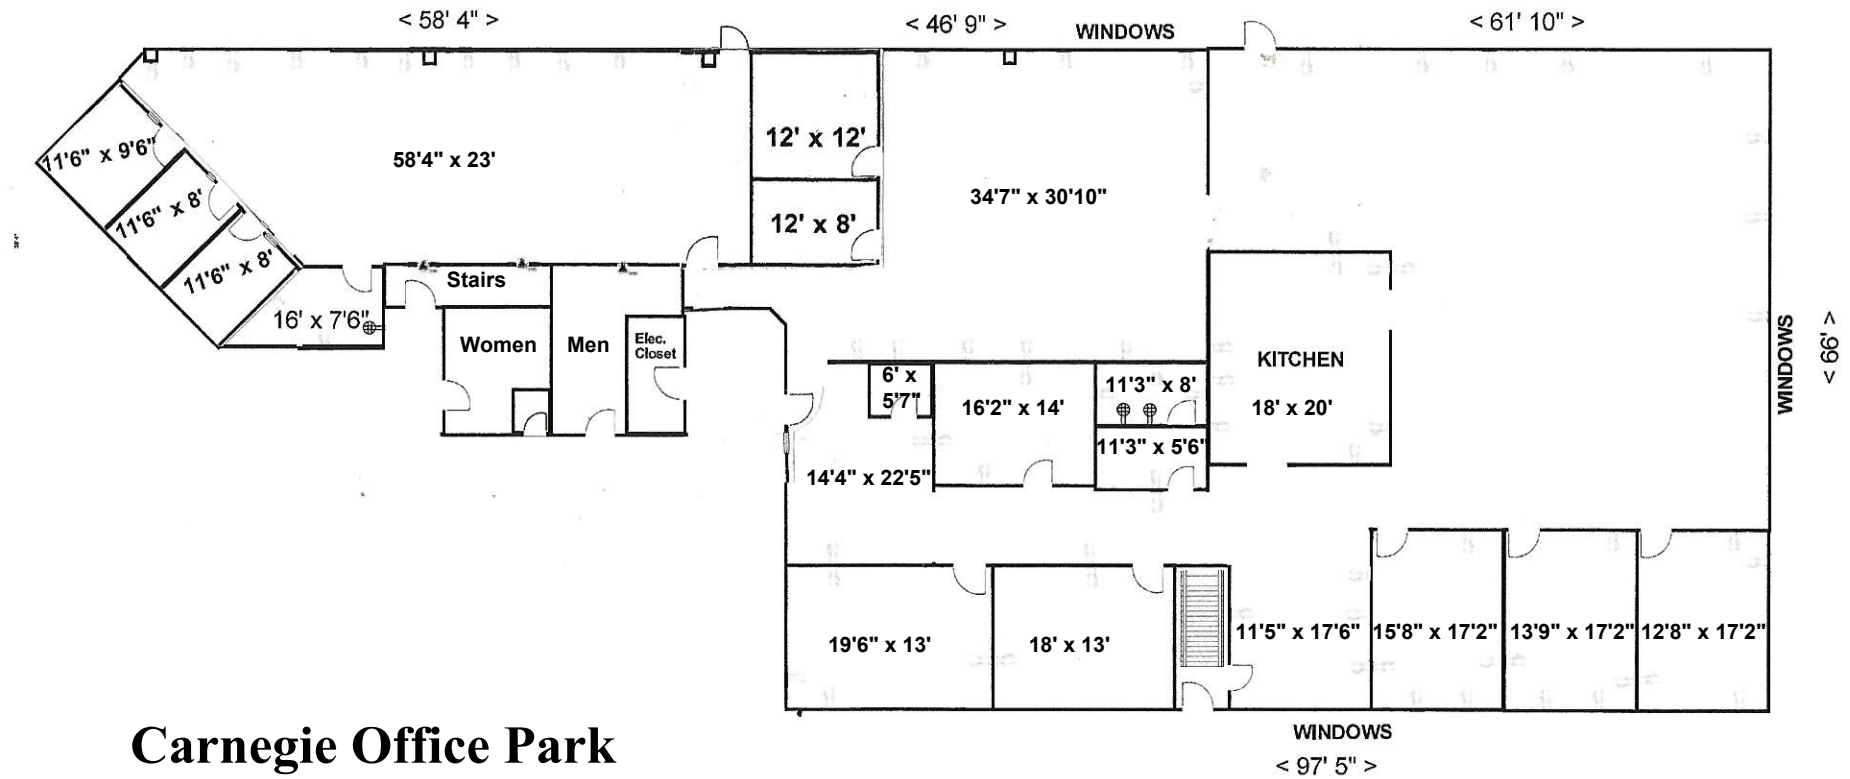 < 58' 4" >
< 46' 9" >
WINDOWS
< 61' 10" >
11'6" x 9'6"
12' x 12'
58'4" x 23'
34'7" x 30'10"
11'6" x 8'
12' x 8'
11'6" x 8'
Stairs
16' x 7'6"
Women
Men
Elec.
Closet
6' x
5'7"
16'2" x 14'
11'3" x 8'
KITCHEN
18' x 20'
WINDOWS
< 66' >
11'3" x 5'6"
14'4" x 22'5"
19'6" x 13'
18' x 13'
11'5" x 17'6"
15'8" x 17'2"
13'9" x 17'2"
12'8" x 17'2"
WINDOWS
< 97' 5" >
Carnegie Office Park